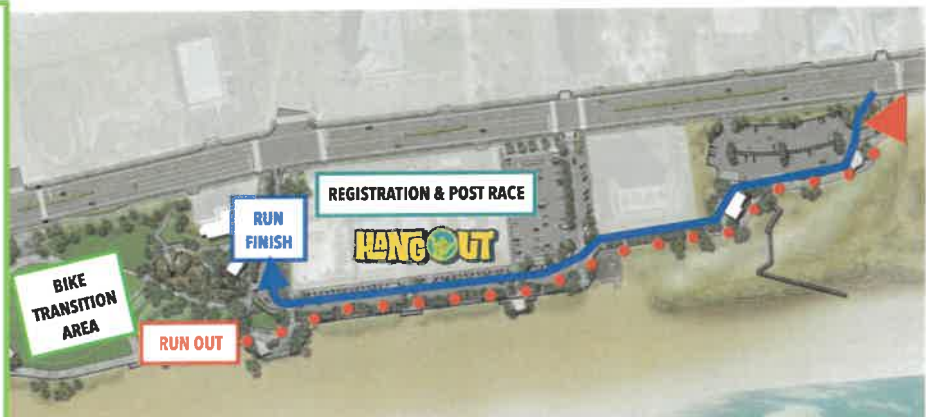 REGISTRATION & POST RACE
RUN
FINISH
HANGOUT
BIKE
TRANSITION
AREA
RUN OUT